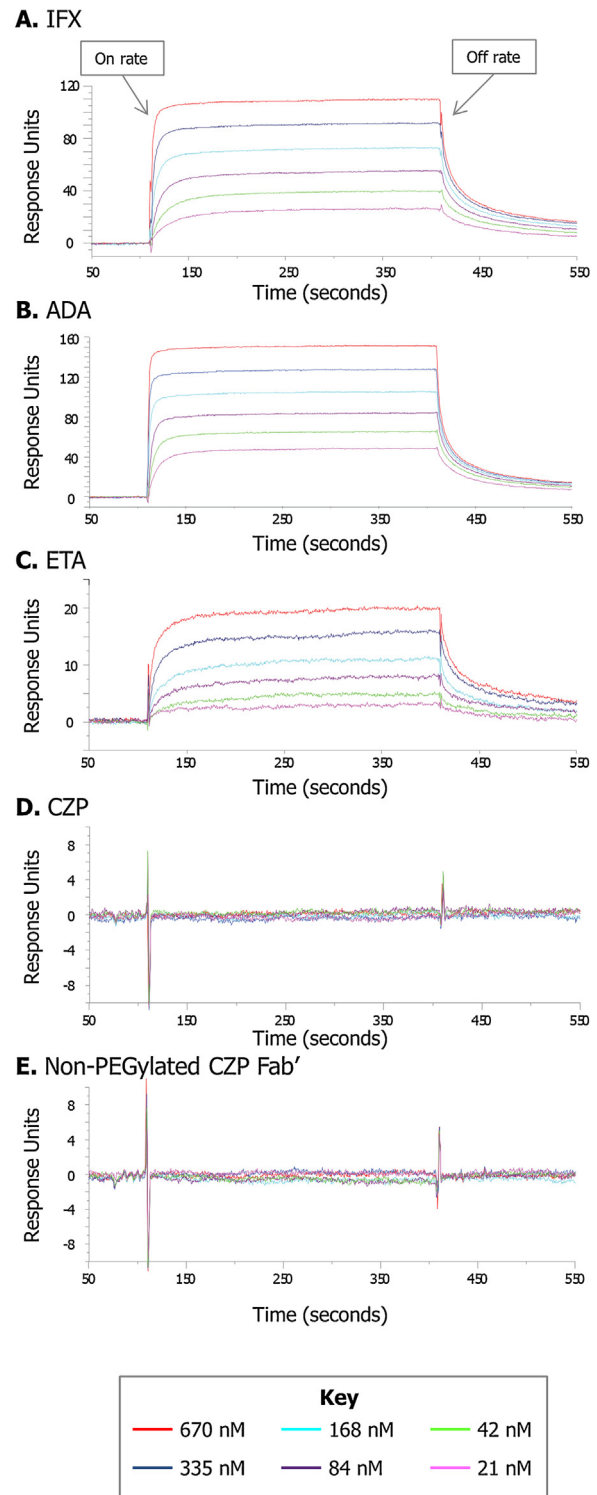 A. IFX
On rate
Off rate
120
80
40
0
Response Units
50 150 250 350 450 550
Time (seconds)
B. ADA
160
120
80
40
0
Response Units
50 150 250 350 450 550
Time (seconds)
C. ETA
20
10
0
Response Units
50 150 250 350 450 550
Time (seconds)
D. CZP
8
4
0
-4
-8
Response Units
50 150 250 350 450 550
Time (seconds)
E. Non-PEGylated CZP Fab′
8
4
0
-4
-8
Response Units
50 150 250 350 450 550
Time (seconds)
Key
670 nM 168 nM 42 nM
335 nM 84 nM 21 nM